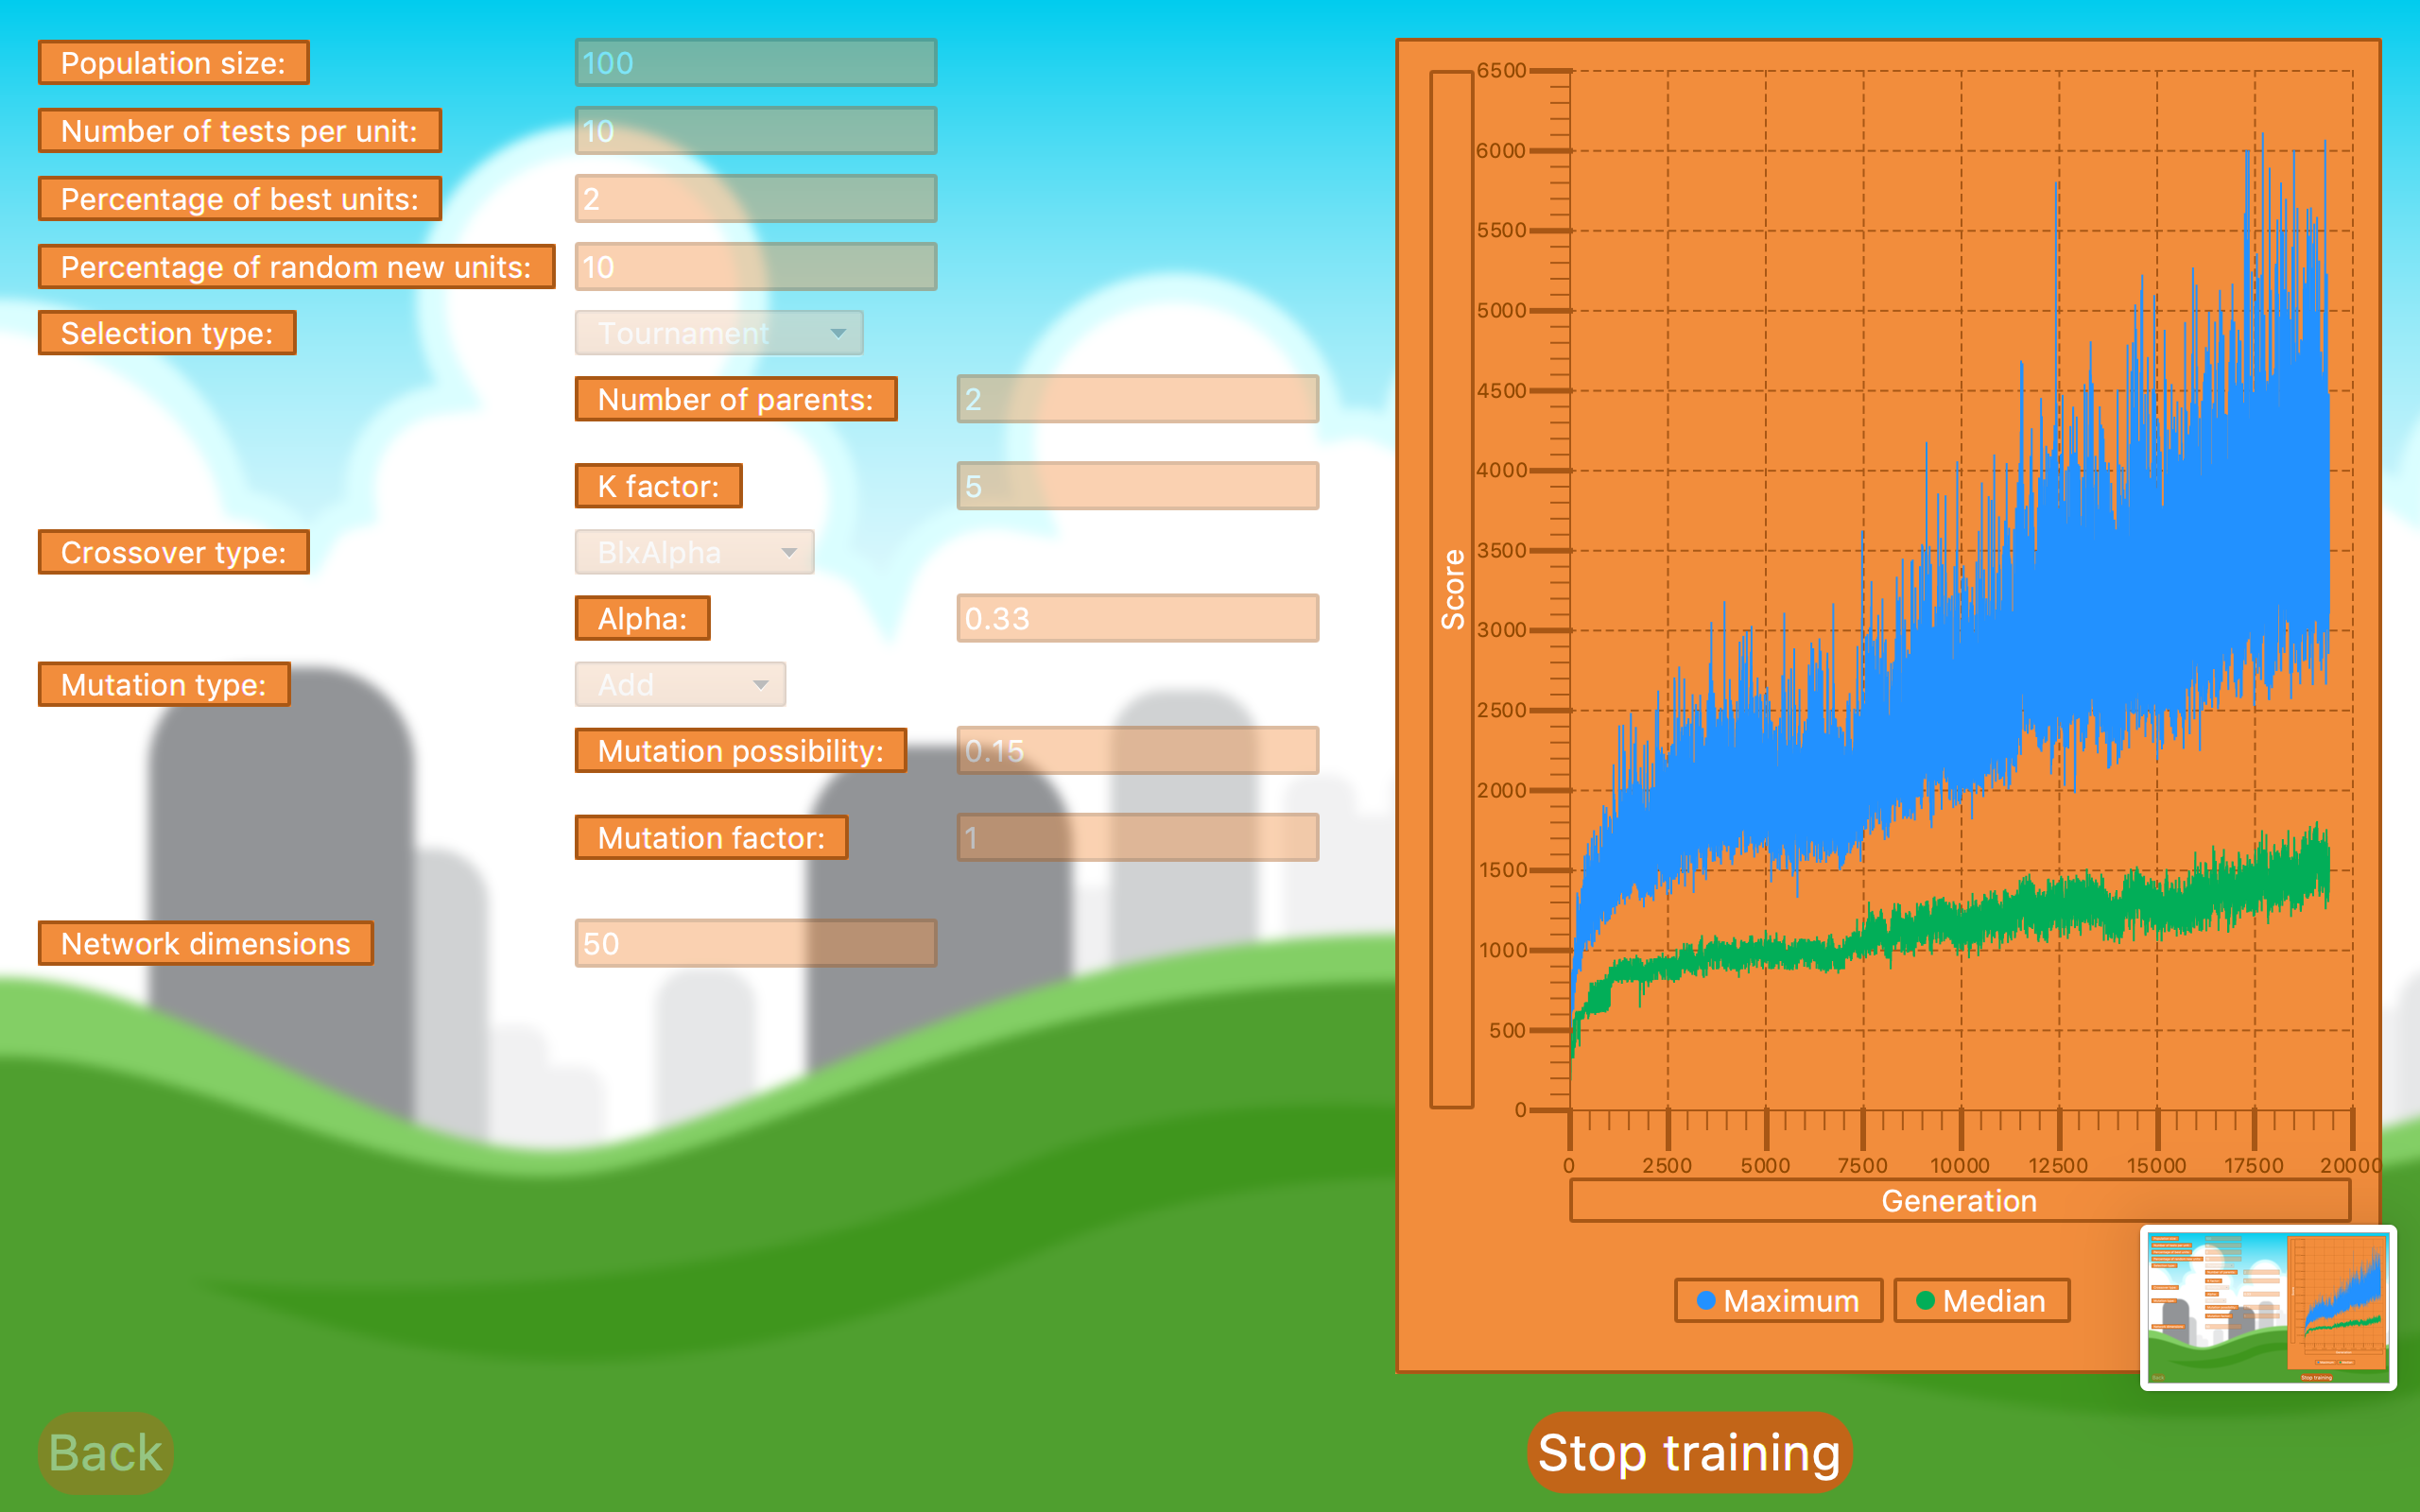 Population size: 100
Number of tests per unit: 10
Percentage of best units: 2
Percentage of random new units: 10
Selection type: Tournament
Number of parents: 2
K factor: 5
Crossover type: BlxAlpha
Alpha: 0.33
Mutation type: Add
Mutation possibility: 0.15
Mutation factor: 1
Network dimensions 50
Back
Score
6500
6000
5500
5000
4500
4000
3500
3000
2500
2000
1500
1000
500
0
0 2500 5000 7500 10000 12500 15000 17500 20000
Generation
Maximum Median
Stop training